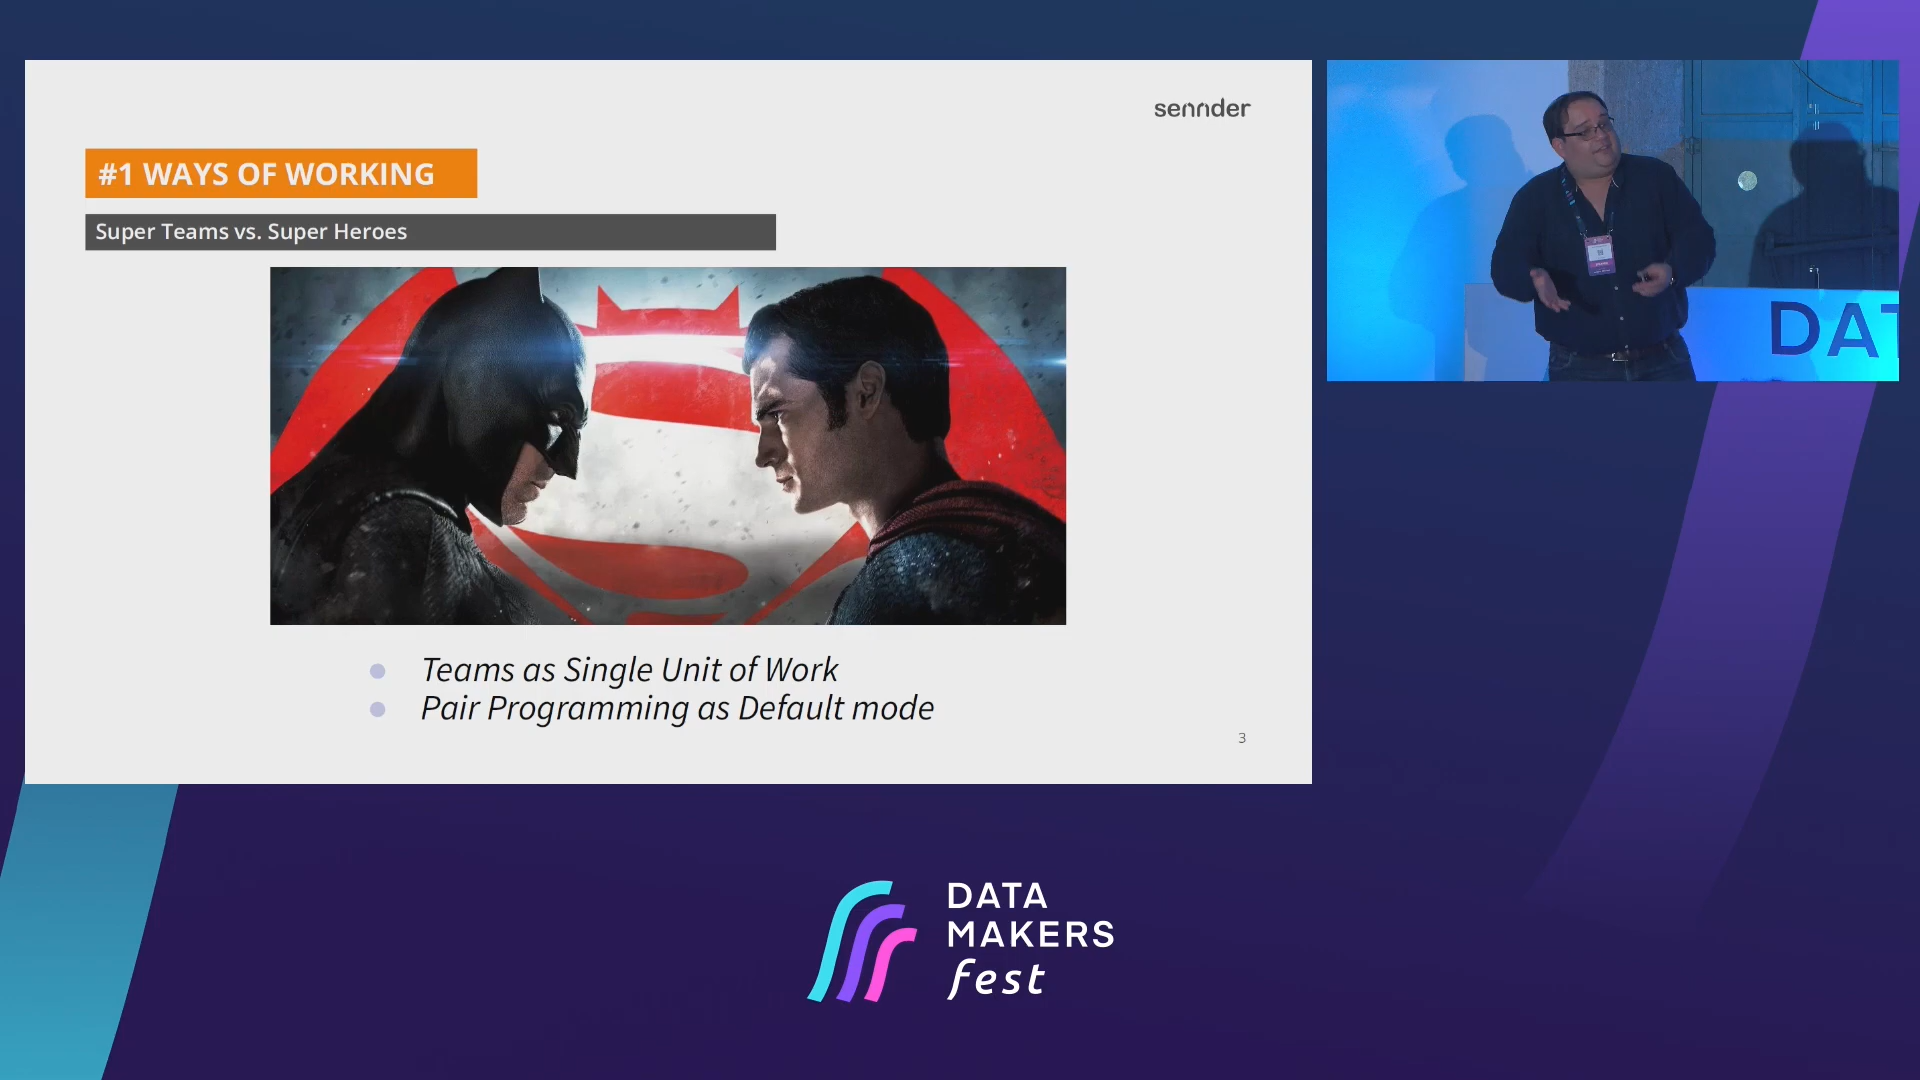 sennder
#1 WAYS OF WORKING
Super Teams vs. Super Heroes
Teams as Single Unit of Work
Pair Programming as Default mode
3
DAT
DATA
MAKERS
fest